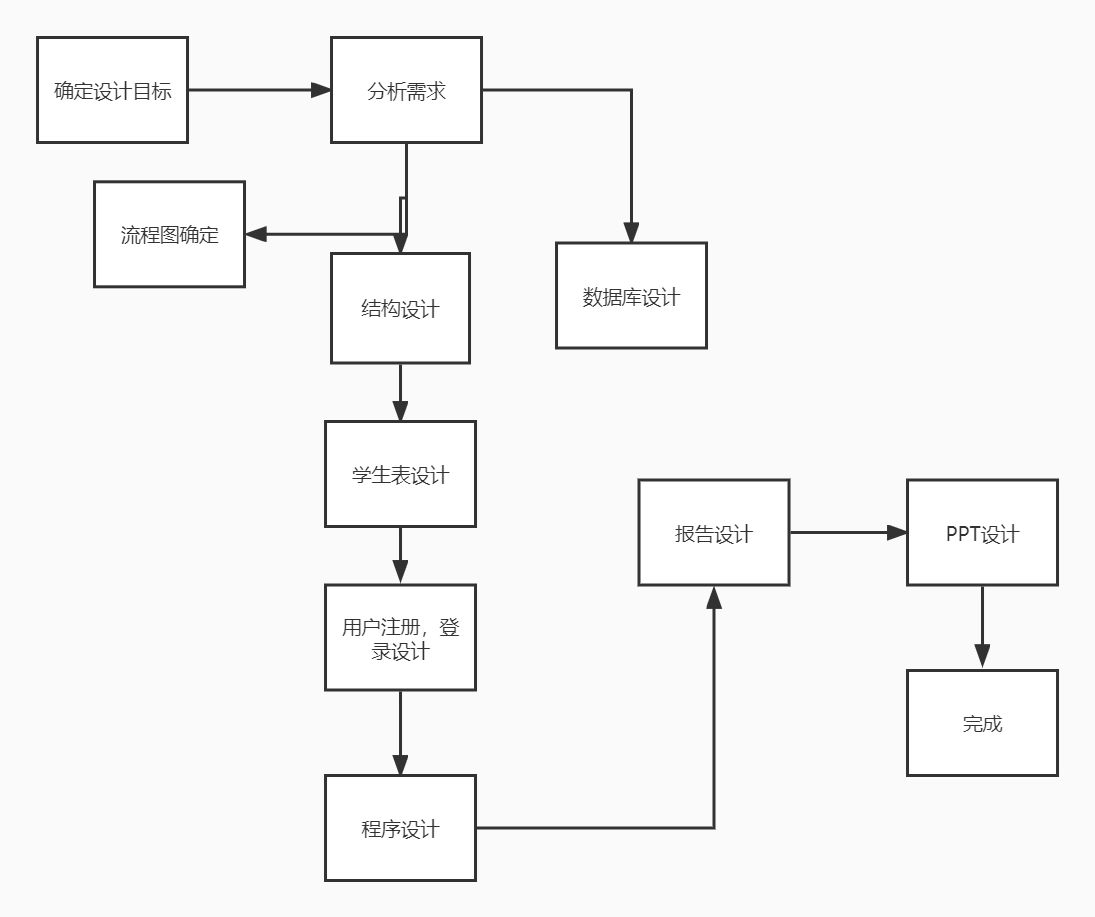 确定设计目标
分析需求
流程图确定
结构设计
数据库设计
学生表设计
用户注册，登
录设计
程序设计
报告设计
PPT设计
完成